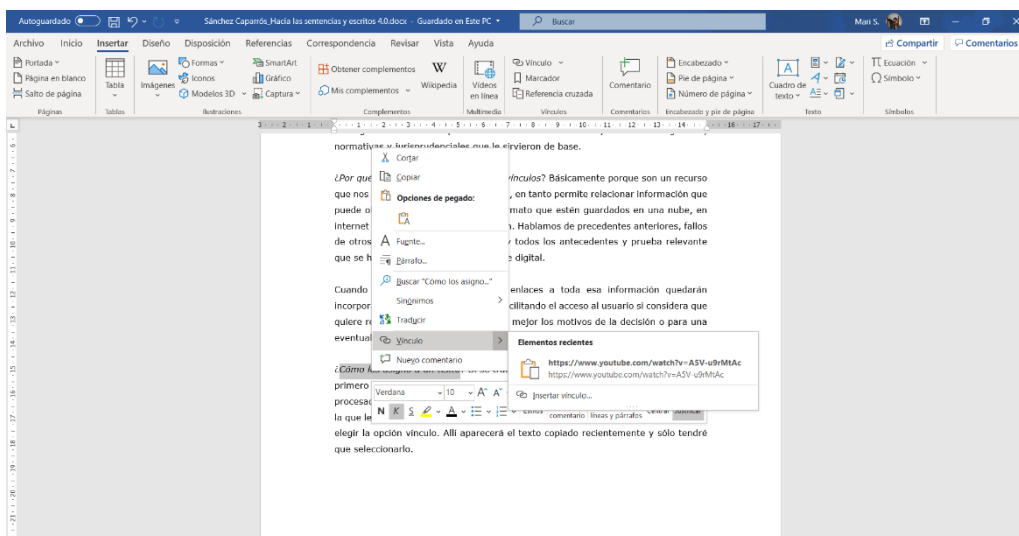 Autoguardado
Sánchez Caparrós_Hacia las sentencias y escritos 4.0.docx - Guardado en Este PC
Buscar
Mari S.
Archivo Inicio Insertar Diseño Disposición Referencias Correspondencia Revisar Vista Ayuda
Compartir Comentarios
Portada
Página en blanco
Salto de página
Páginas
Tabla
Tablas
Imágenes
Formas
Iconos
Modelos 3D
SmartArt
Gráfico
Captura
Ilustraciones
Obtener complementos
Mis complementos
W
Wikipedia
Complementos
Vídeos
en línea
Multimedia
Vínculo
Marcador
Referencia cruzada
Vínculos
Comentario
Comentarios
Encabezado
Pie de página
Número de página
Encabezado y pie de página
Cuadro de
texto
Texto
Ecuación
Símbolo
Símbolos
normativas y jurisprudenciales que le sirvieron de base.
¿Por qué vínculos? Básicamente porque son un recurso
que nos , en tanto permite relacionar información que
puede mato que estén guardados en una nube, en
internet Hablamos de precedentes anteriores, fallos
de otros todos los antecedentes y prueba relevante
que se h e digital.
Cuando enlaces a toda esa información quedarán
incorpor cilitando el acceso al usuario si considera que
quiere mejor los motivos de la decisión o para una
eventual
¿Cómo los asigno a un texto?
primero
procesad
la que le
elegir la opción vínculo. Allí aparecerá el texto copiado recientemente y sólo tendré
que seleccionarlo.
Cortar
Copiar
Opciones de pegado:
Fuente...
Párrafo...
Buscar "Cómo los asigno..."
Sinónimos
Traducir
Vínculo
Nuevo comentario
Elementos recientes
https://www.youtube.com/watch?v=A5V-u9rMtAc
https://www.youtube.com/watch?v=A5V-u9rMtAc
Insertar vínculo...
Verdana 10
N K S
comentario líneas y párrafos Centrar Justificar